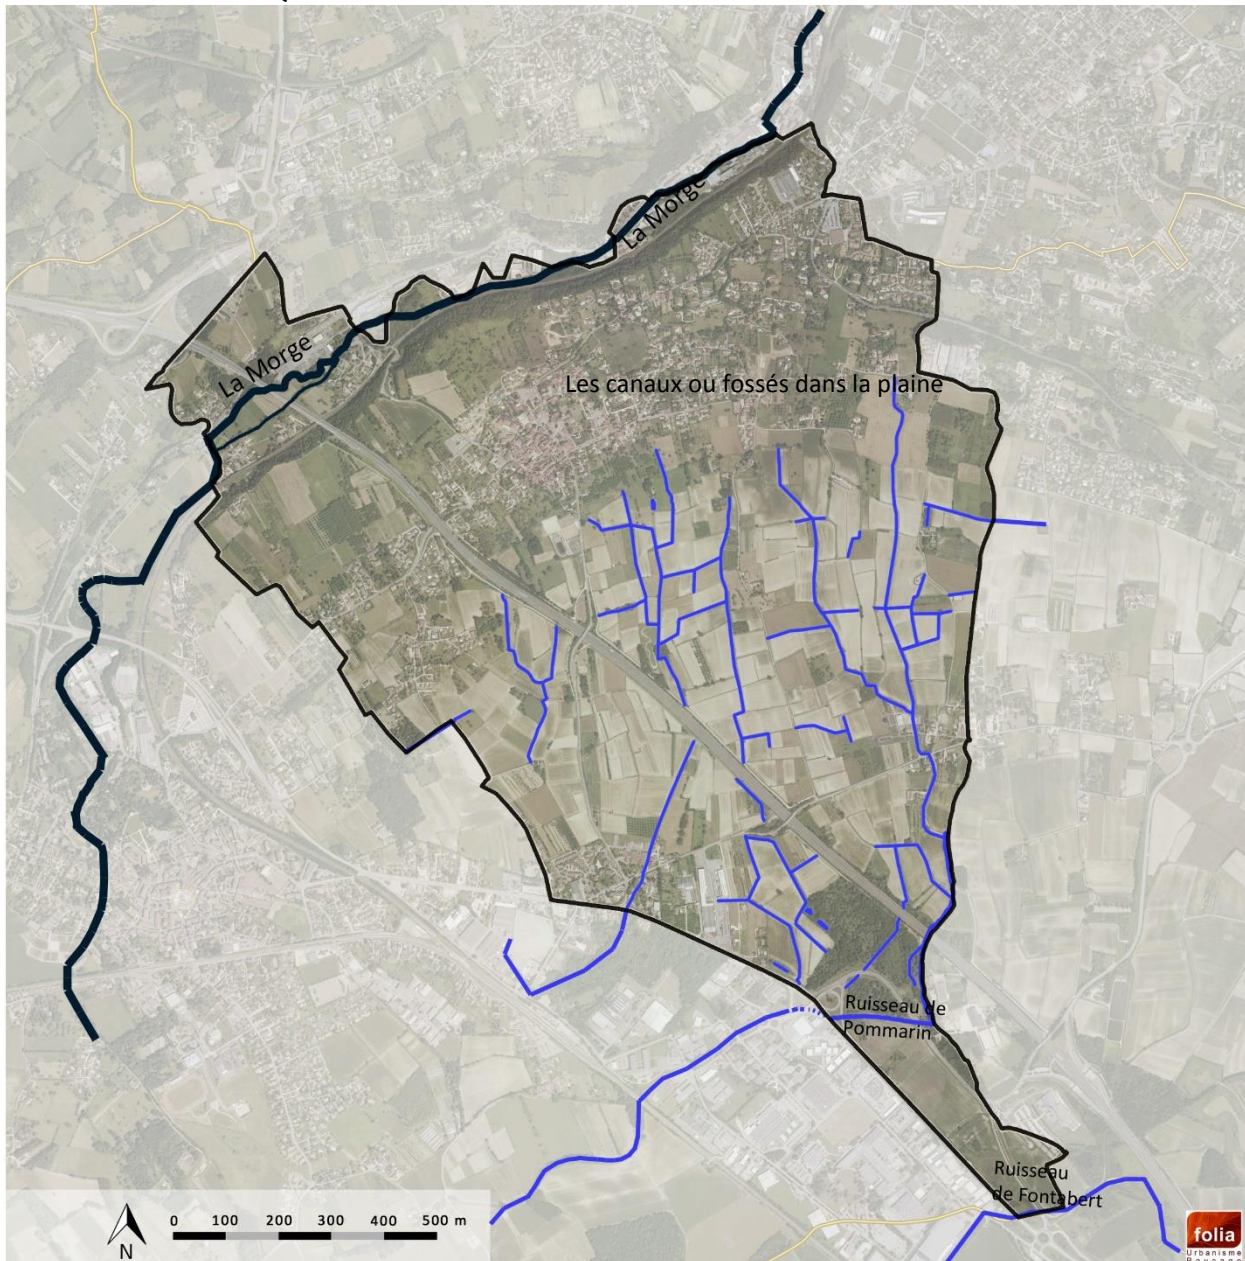 La Morge
La Morge
Les canaux ou fossés dans la plaine
Ruisseau de
Pommarin
Ruisseau
de Fontabert
N
0 100 200 300 400 500 m
folia
Urbanisme